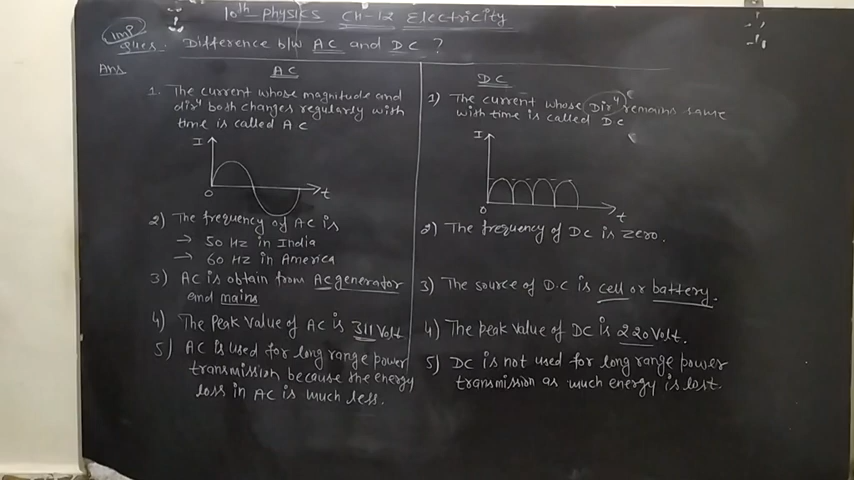 10th Physics Ch-12 Electricity
Imp
Ques. Difference b/w AC and DC ?
Ans
AC
1. The current whose magnitude and
dirⁿ both changes regularly with
time is called AC
I
O
t
2) The frequency of AC is
→ 50 Hz in India
→ 60 Hz in America
3) AC is obtain from AC generator
and mains
4) The Peak Value of AC is 311 Volt
5) AC is used for long range power
transmission because the energy
loss in AC is much less.
DC
1) The current whose Dirⁿ remains same
with time is called DC
I
O
t
2) The frequency of DC is zero.
3) The source of D.C is cell or battery.
4) The peak value of DC is 220 Volt.
5) DC is not used for long range power
transmission as much energy is lost.